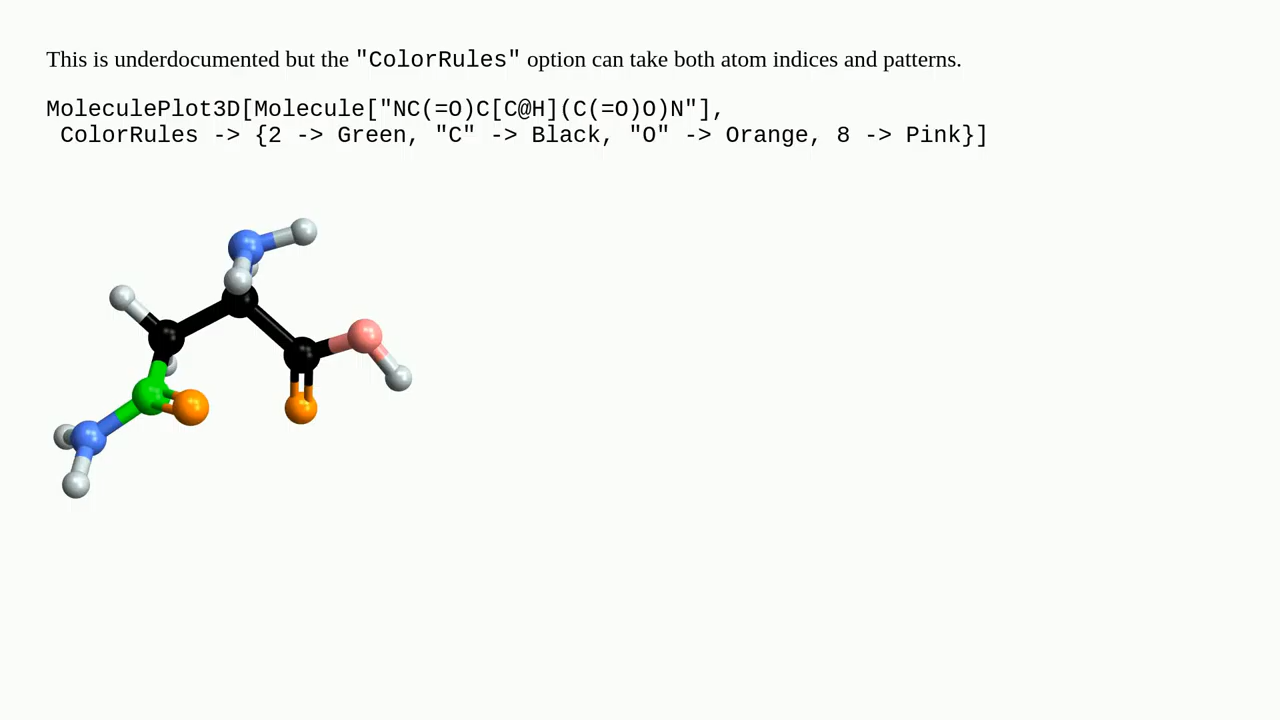 This is underdocumented but the "ColorRules" option can take both atom indices and patterns.
MoleculePlot3D[Molecule["NC(=O)C[C@H](C(=O)O)N"],
ColorRules -> {2 -> Green, "C" -> Black, "O" -> Orange, 8 -> Pink}]